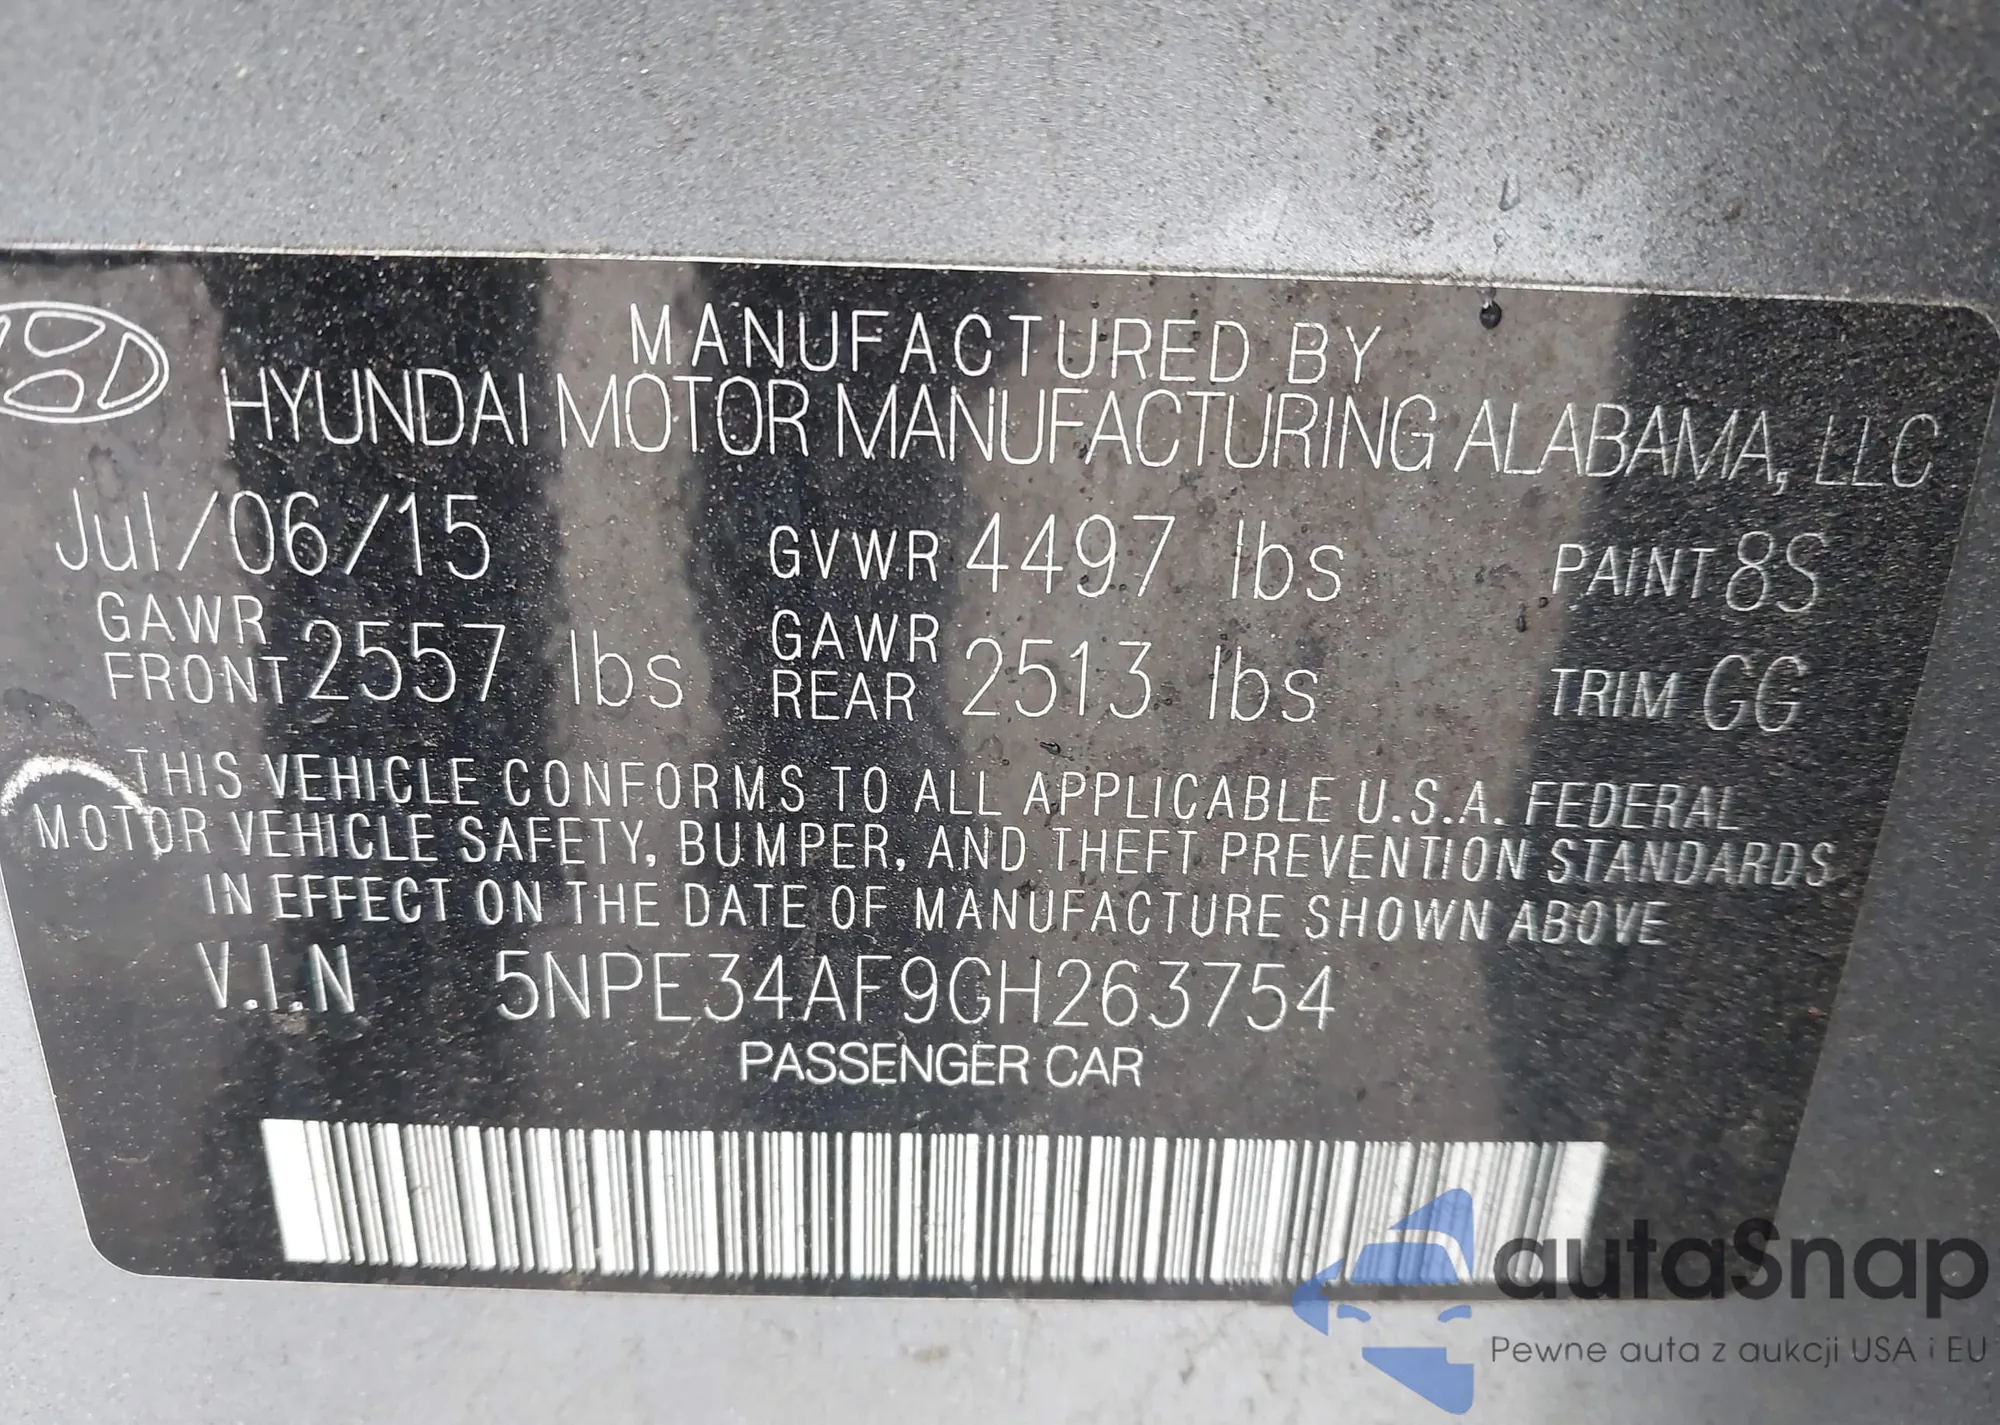 MANUFACTURED BY
HYUNDAI MOTOR MANUFACTURING ALABAMA, LLC
Jul/06/15 GVWR 4497 lbs PAINT 8S
GAWR FRONT 2557 lbs GAWR REAR 2513 lbs TRIM GG
THIS VEHICLE CONFORMS TO ALL APPLICABLE U.S.A. FEDERAL
MOTOR VEHICLE SAFETY, BUMPER, AND THEFT PREVENTION STANDARDS
IN EFFECT ON THE DATE OF MANUFACTURE SHOWN ABOVE
V.I.N 5NPE34AF9GH263754
PASSENGER CAR
autaSnap
Pewne auta z aukcji USA i EU